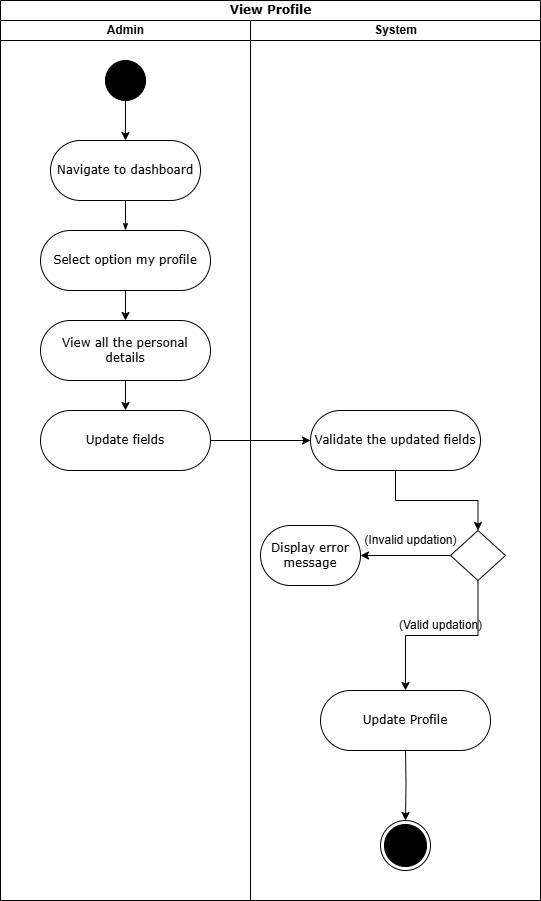 View Profile
Admin
System
Navigate to dashboard
Select option my profile
View all the personal
details
Update fields
Validate the updated fields
(Invalid updation)
Display error
message
(Valid updation)
Update Profile